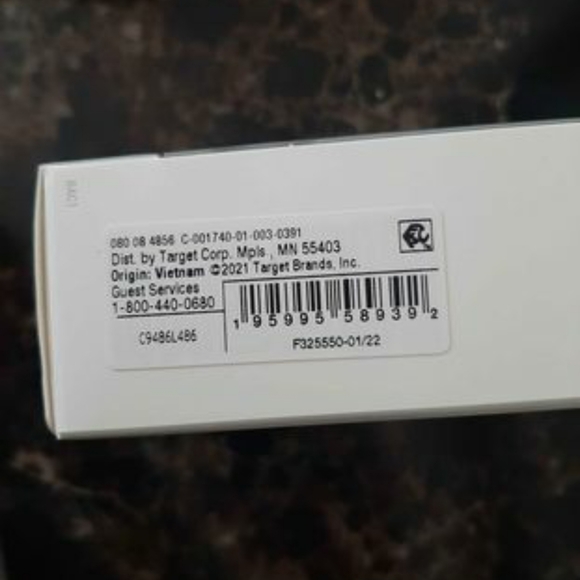 080 08 4856 C-001740-01-003-0391
Dist. by Target Corp. Mpls , MN 55403
Origin: Vietnam ©2021 Target Brands, Inc.
Guest Services
1-800-440-0680
C9486L486
1 95995 58939 2
F325550-01/22